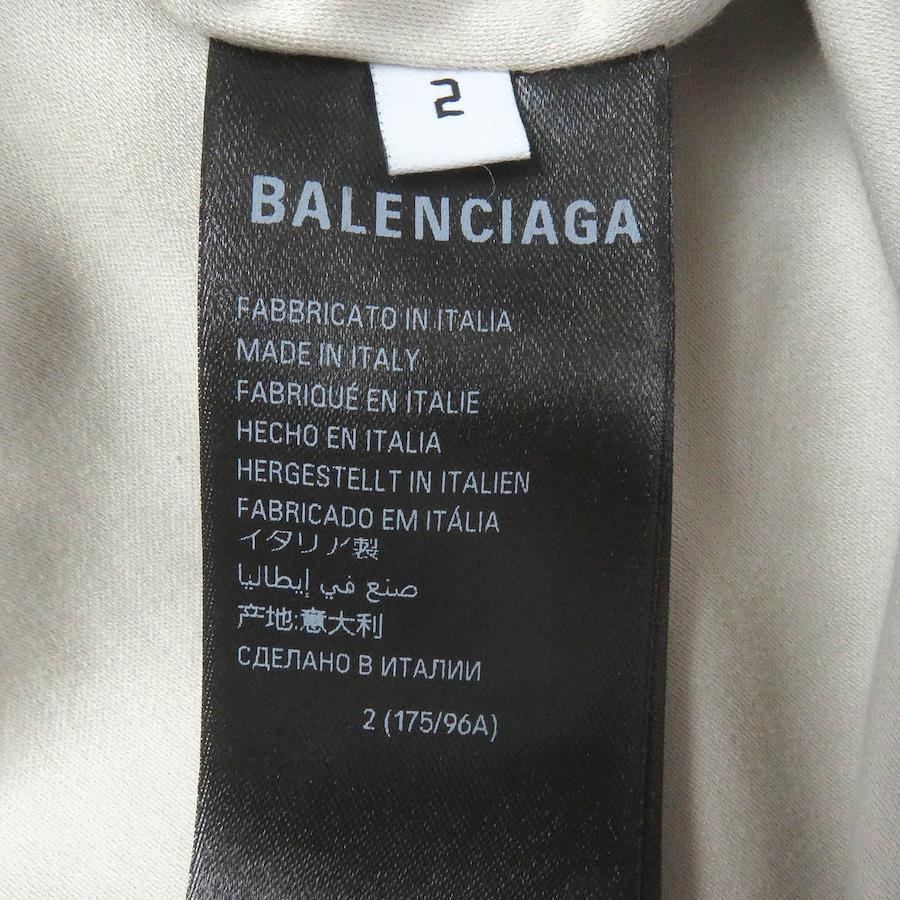 2
BALENCIAGA
FABBRICATO IN ITALIA
MADE IN ITALY
FABRIQUÉ EN ITALIE
HECHO EN ITALIA
HERGESTELLT IN ITALIEN
FABRICADO EM ITÁLIA
イタリア製
صنع في إيطاليا
产地:意大利
СДЕЛАНО В ИТАЛИИ
2 (175/96A)